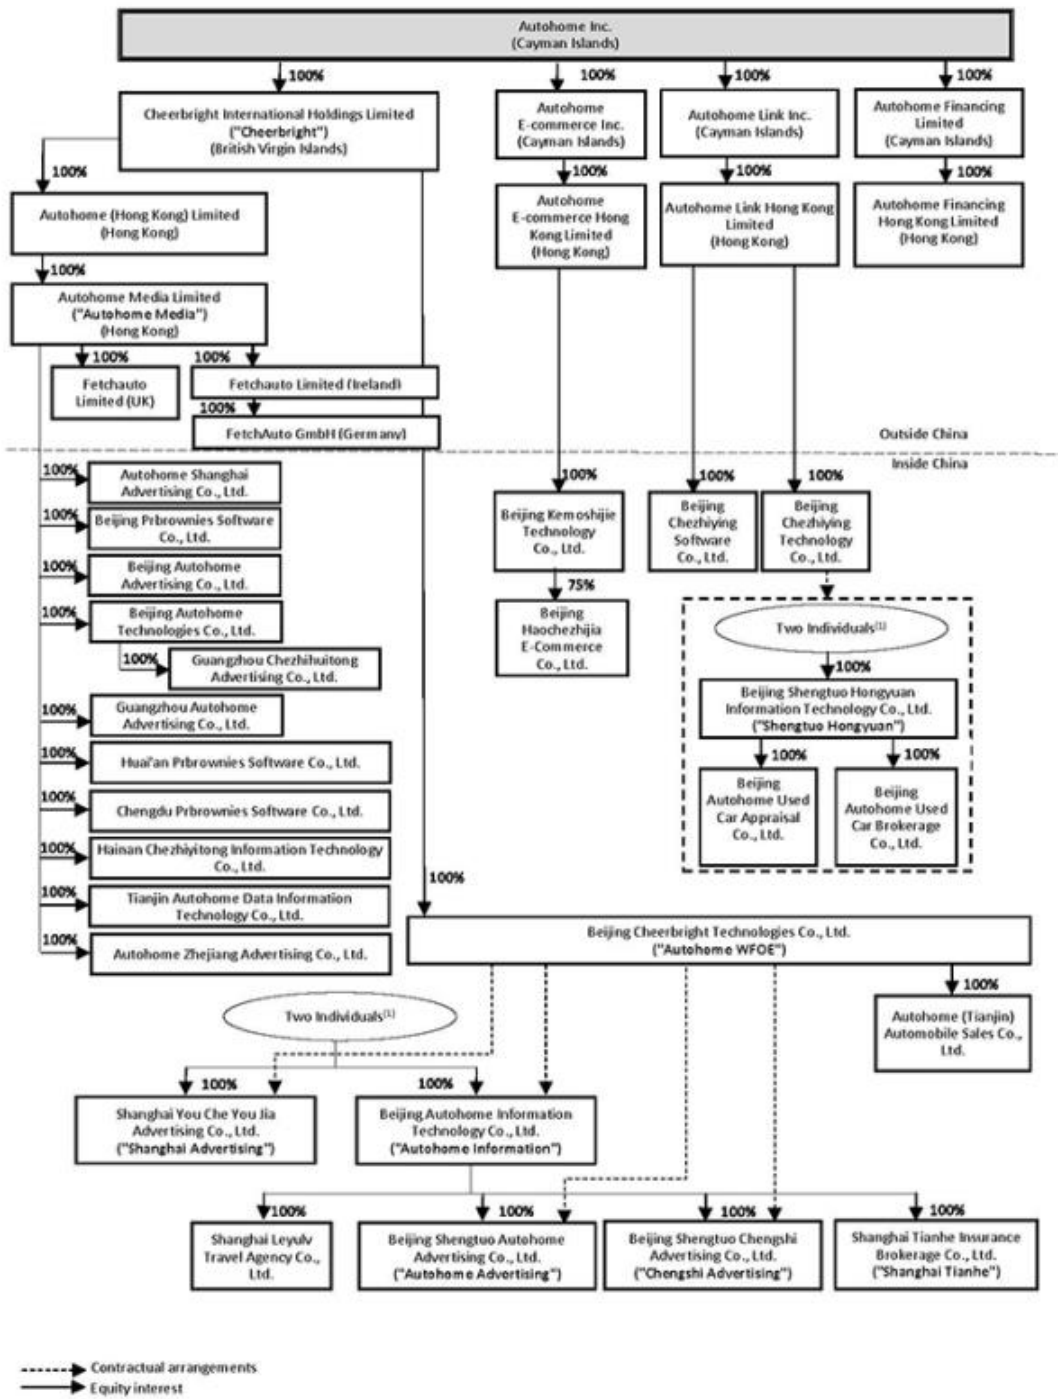 Autohome Inc.
(Cayman Islands)
100%
100%
100%
100%
Cheerbright International Holdings Limited
("Cheerbright")
(British Virgin Islands)
Autohome
E-commerce Inc.
(Cayman Islands)
Autohome Link Inc.
(Cayman Islands)
Autohome Financing
Limited
(Cayman Islands)
100%
100%
100%
100%
Autohome (Hong Kong) Limited
(Hong Kong)
Autohome
E-commerce Hong
Kong Limited
(Hong Kong)
Autohome Link Hong Kong
Limited
(Hong Kong)
Autohome Financing
Hong Kong Limited
(Hong Kong)
100%
Autohome Media Limited
("Autohome Media")
(Hong Kong)
100%
100%
Fetchauto
Limited (UK)
Fetchauto Limited (Ireland)
100%
FetchAuto GmbH (Germany)
Outside China
Inside China
100%
Autohome Shanghai
Advertising Co., Ltd.
100%
Beijing Prbrownies Software
Co., Ltd.
100%
Beijing Autohome
Advertising Co., Ltd.
100%
Beijing Autohome
Technologies Co., Ltd.
100%
Guangzhou Chezhihuitong
Advertising Co., Ltd.
100%
Guangzhou Autohome
Advertising Co., Ltd.
100%
Huai'an Prbrownies Software Co., Ltd.
100%
Chengdu Prbrownies Software Co., Ltd.
100%
Hainan Chezhiyitong Information Technology
Co., Ltd.
100%
Tianjin Autohome Data Information
Technology Co., Ltd.
100%
Autohome Zhejiang Advertising Co., Ltd.
100%
100%
100%
Beijing Kemoshijie
Technology
Co., Ltd.
Beijing
Chezhiying
Software
Co., Ltd.
Beijing
Chezhiying
Technology
Co., Ltd.
75%
Beijing
Haochezhijia
E-Commerce
Co., Ltd.
Two Individuals(1)
100%
Beijing Shengtuo Hongyuan
Information Technology Co., Ltd.
("Shengtuo Hongyuan")
100%
100%
Beijing
Autohome Used
Car Appraisal
Co., Ltd.
Beijing
Autohome Used
Car Brokerage
Co., Ltd.
100%
Beijing Cheerbright Technologies Co., Ltd.
("Autohome WFOE")
100%
Autohome (Tianjin)
Automobile Sales Co.,
Ltd.
Two Individuals(1)
100%
100%
Shanghai You Che You Jia
Advertising Co., Ltd.
("Shanghai Advertising")
Beijing Autohome Information
Technology Co., Ltd.
("Autohome Information")
100%
100%
100%
100%
Shanghai Leyulv
Travel Agency Co.,
Ltd.
Beijing Shengtuo Autohome
Advertising Co., Ltd.
("Autohome Advertising")
Beijing Shengtuo Chengshi
Advertising Co., Ltd.
("Chengshi Advertising")
Shanghai Tianhe Insurance
Brokerage Co., Ltd.
("Shanghai Tianhe")
Contractual arrangements
Equity interest